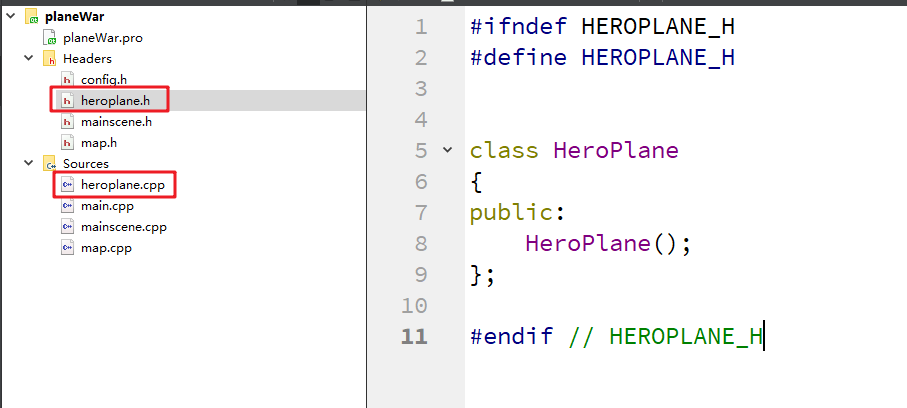 planeWar
planeWar.pro
Headers
config.h
heroplane.h
mainscene.h
map.h
Sources
heroplane.cpp
main.cpp
mainscene.cpp
map.cpp
1 #ifndef HEROPLANE_H
2 #define HEROPLANE_H
3
4
5 class HeroPlane
6 {
7 public:
8     HeroPlane();
9 };
10
11 #endif // HEROPLANE_H